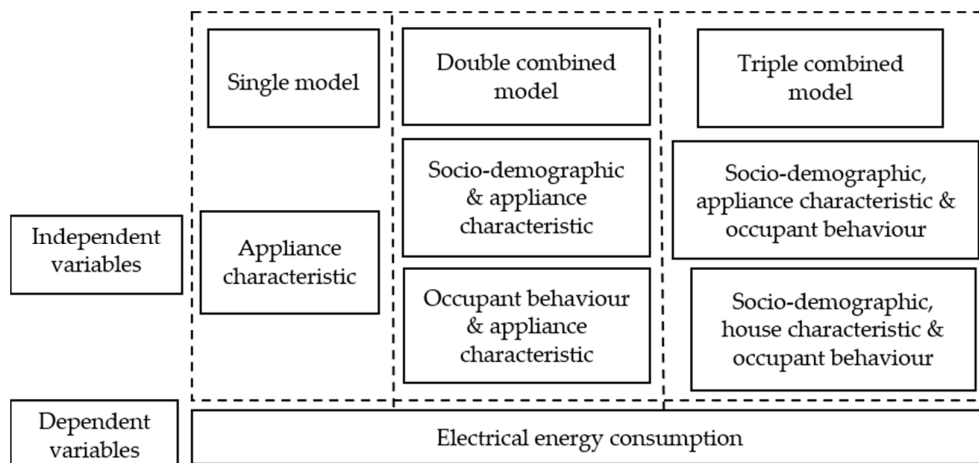 Single model
Double combined
model
Triple combined
model
Independent
variables
Appliance
characteristic
Socio-demographic
& appliance
characteristic
Occupant behaviour
& appliance
characteristic
Socio-demographic,
appliance characteristic &
occupant behaviour
Socio-demographic,
house characteristic &
occupant behaviour
Dependent
variables
Electrical energy consumption